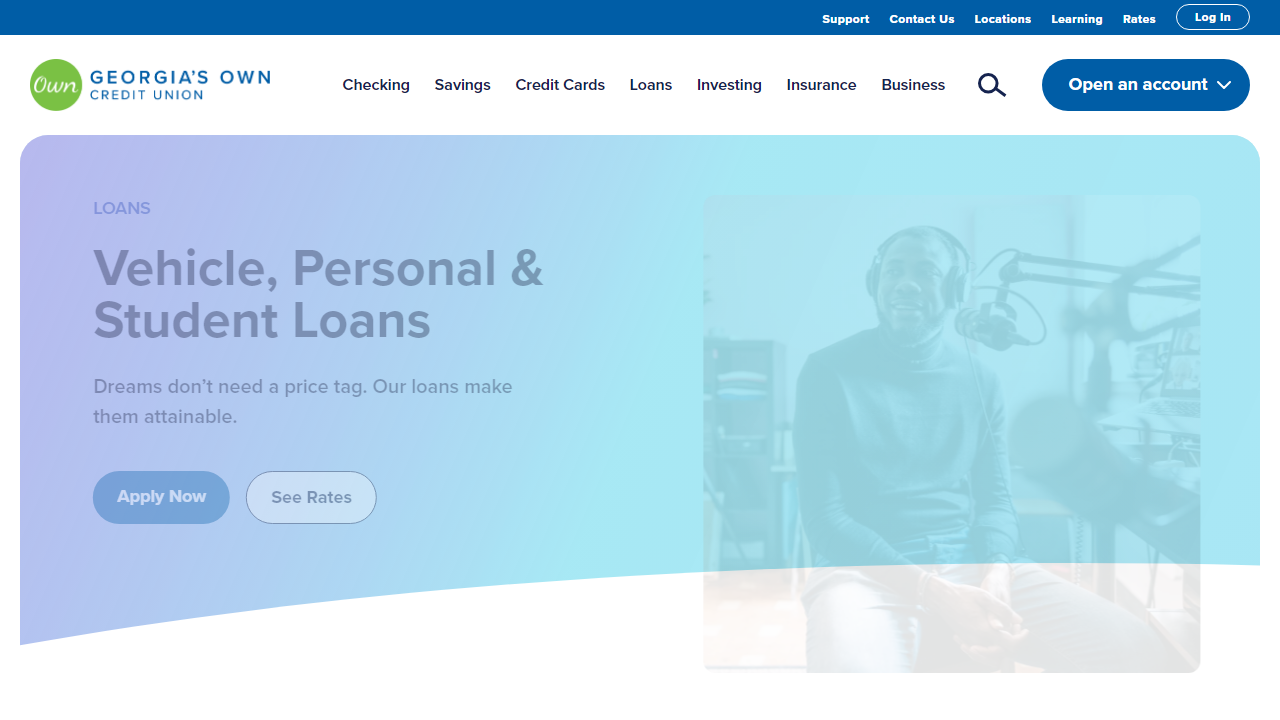 Support Contact Us Locations Learning Rates Log In
Own GEORGIA'S OWN
CREDIT UNION
Checking Savings Credit Cards Loans Investing Insurance Business Open an account
LOANS
Vehicle, Personal &
Student Loans
Dreams don’t need a price tag. Our loans make
them attainable.
Apply Now See Rates